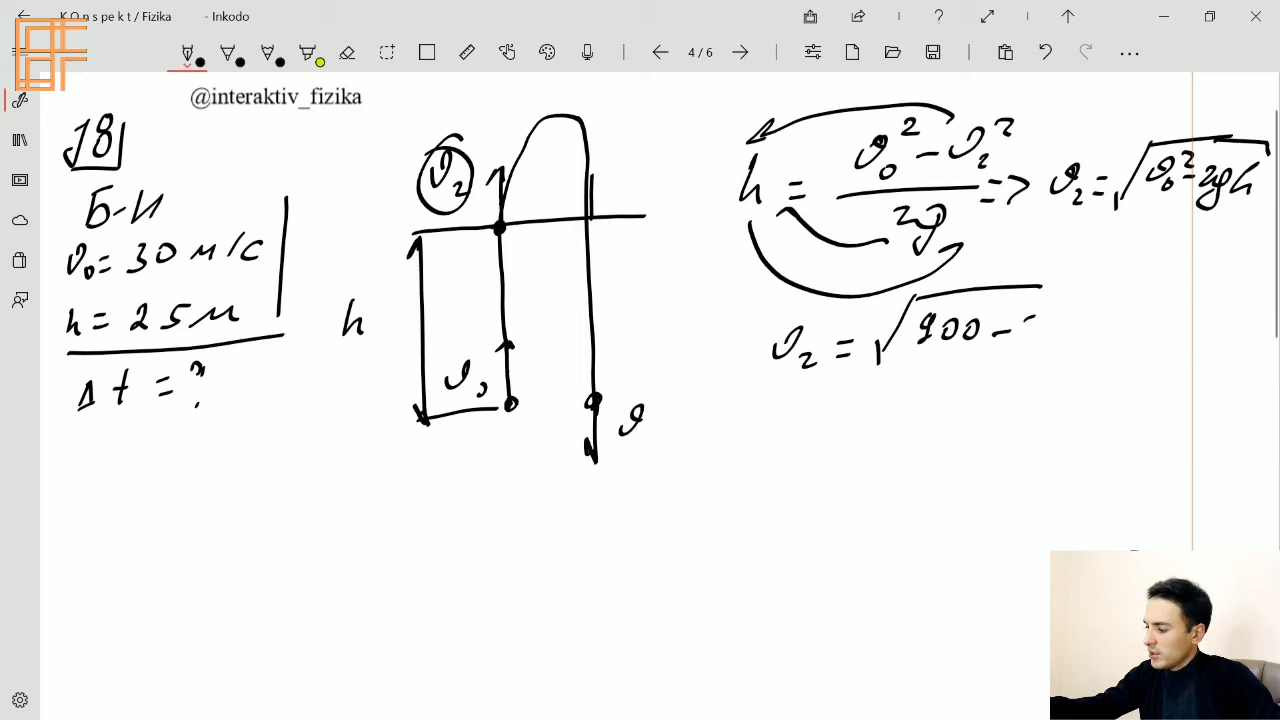 Konspekt / Fizika - Inkodo
4 / 6
@interaktiv_fizika
18
Б-И
υ₀ = 30 м/с
h = 25 м
Δt = ?
υ₂
h
υ₀
υ
h = (υ₀² - υ₂²) / 2g => υ₂ = √(υ₀² - 2gh)
υ₂ = √(900 -